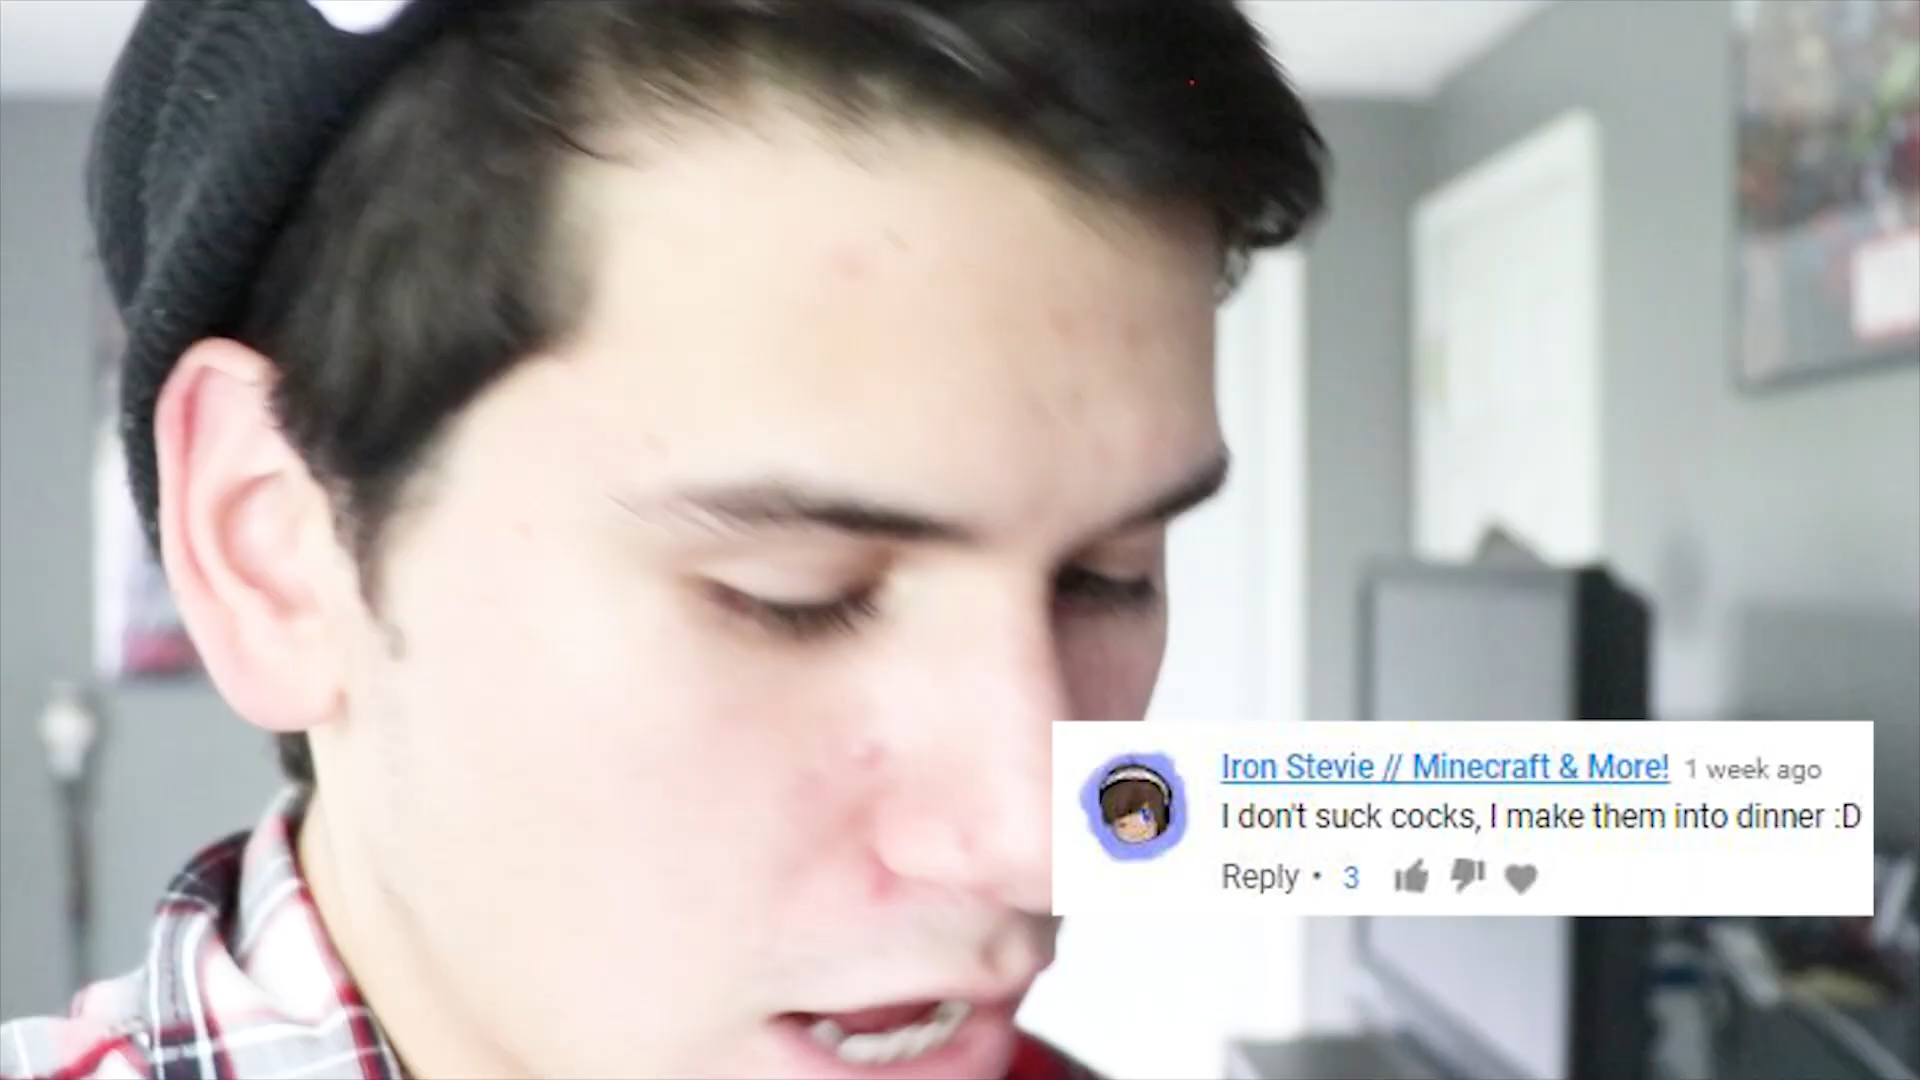 Iron Stevie // Minecraft & More! 1 week ago
I don't suck cocks, I make them into dinner :D
Reply • 3